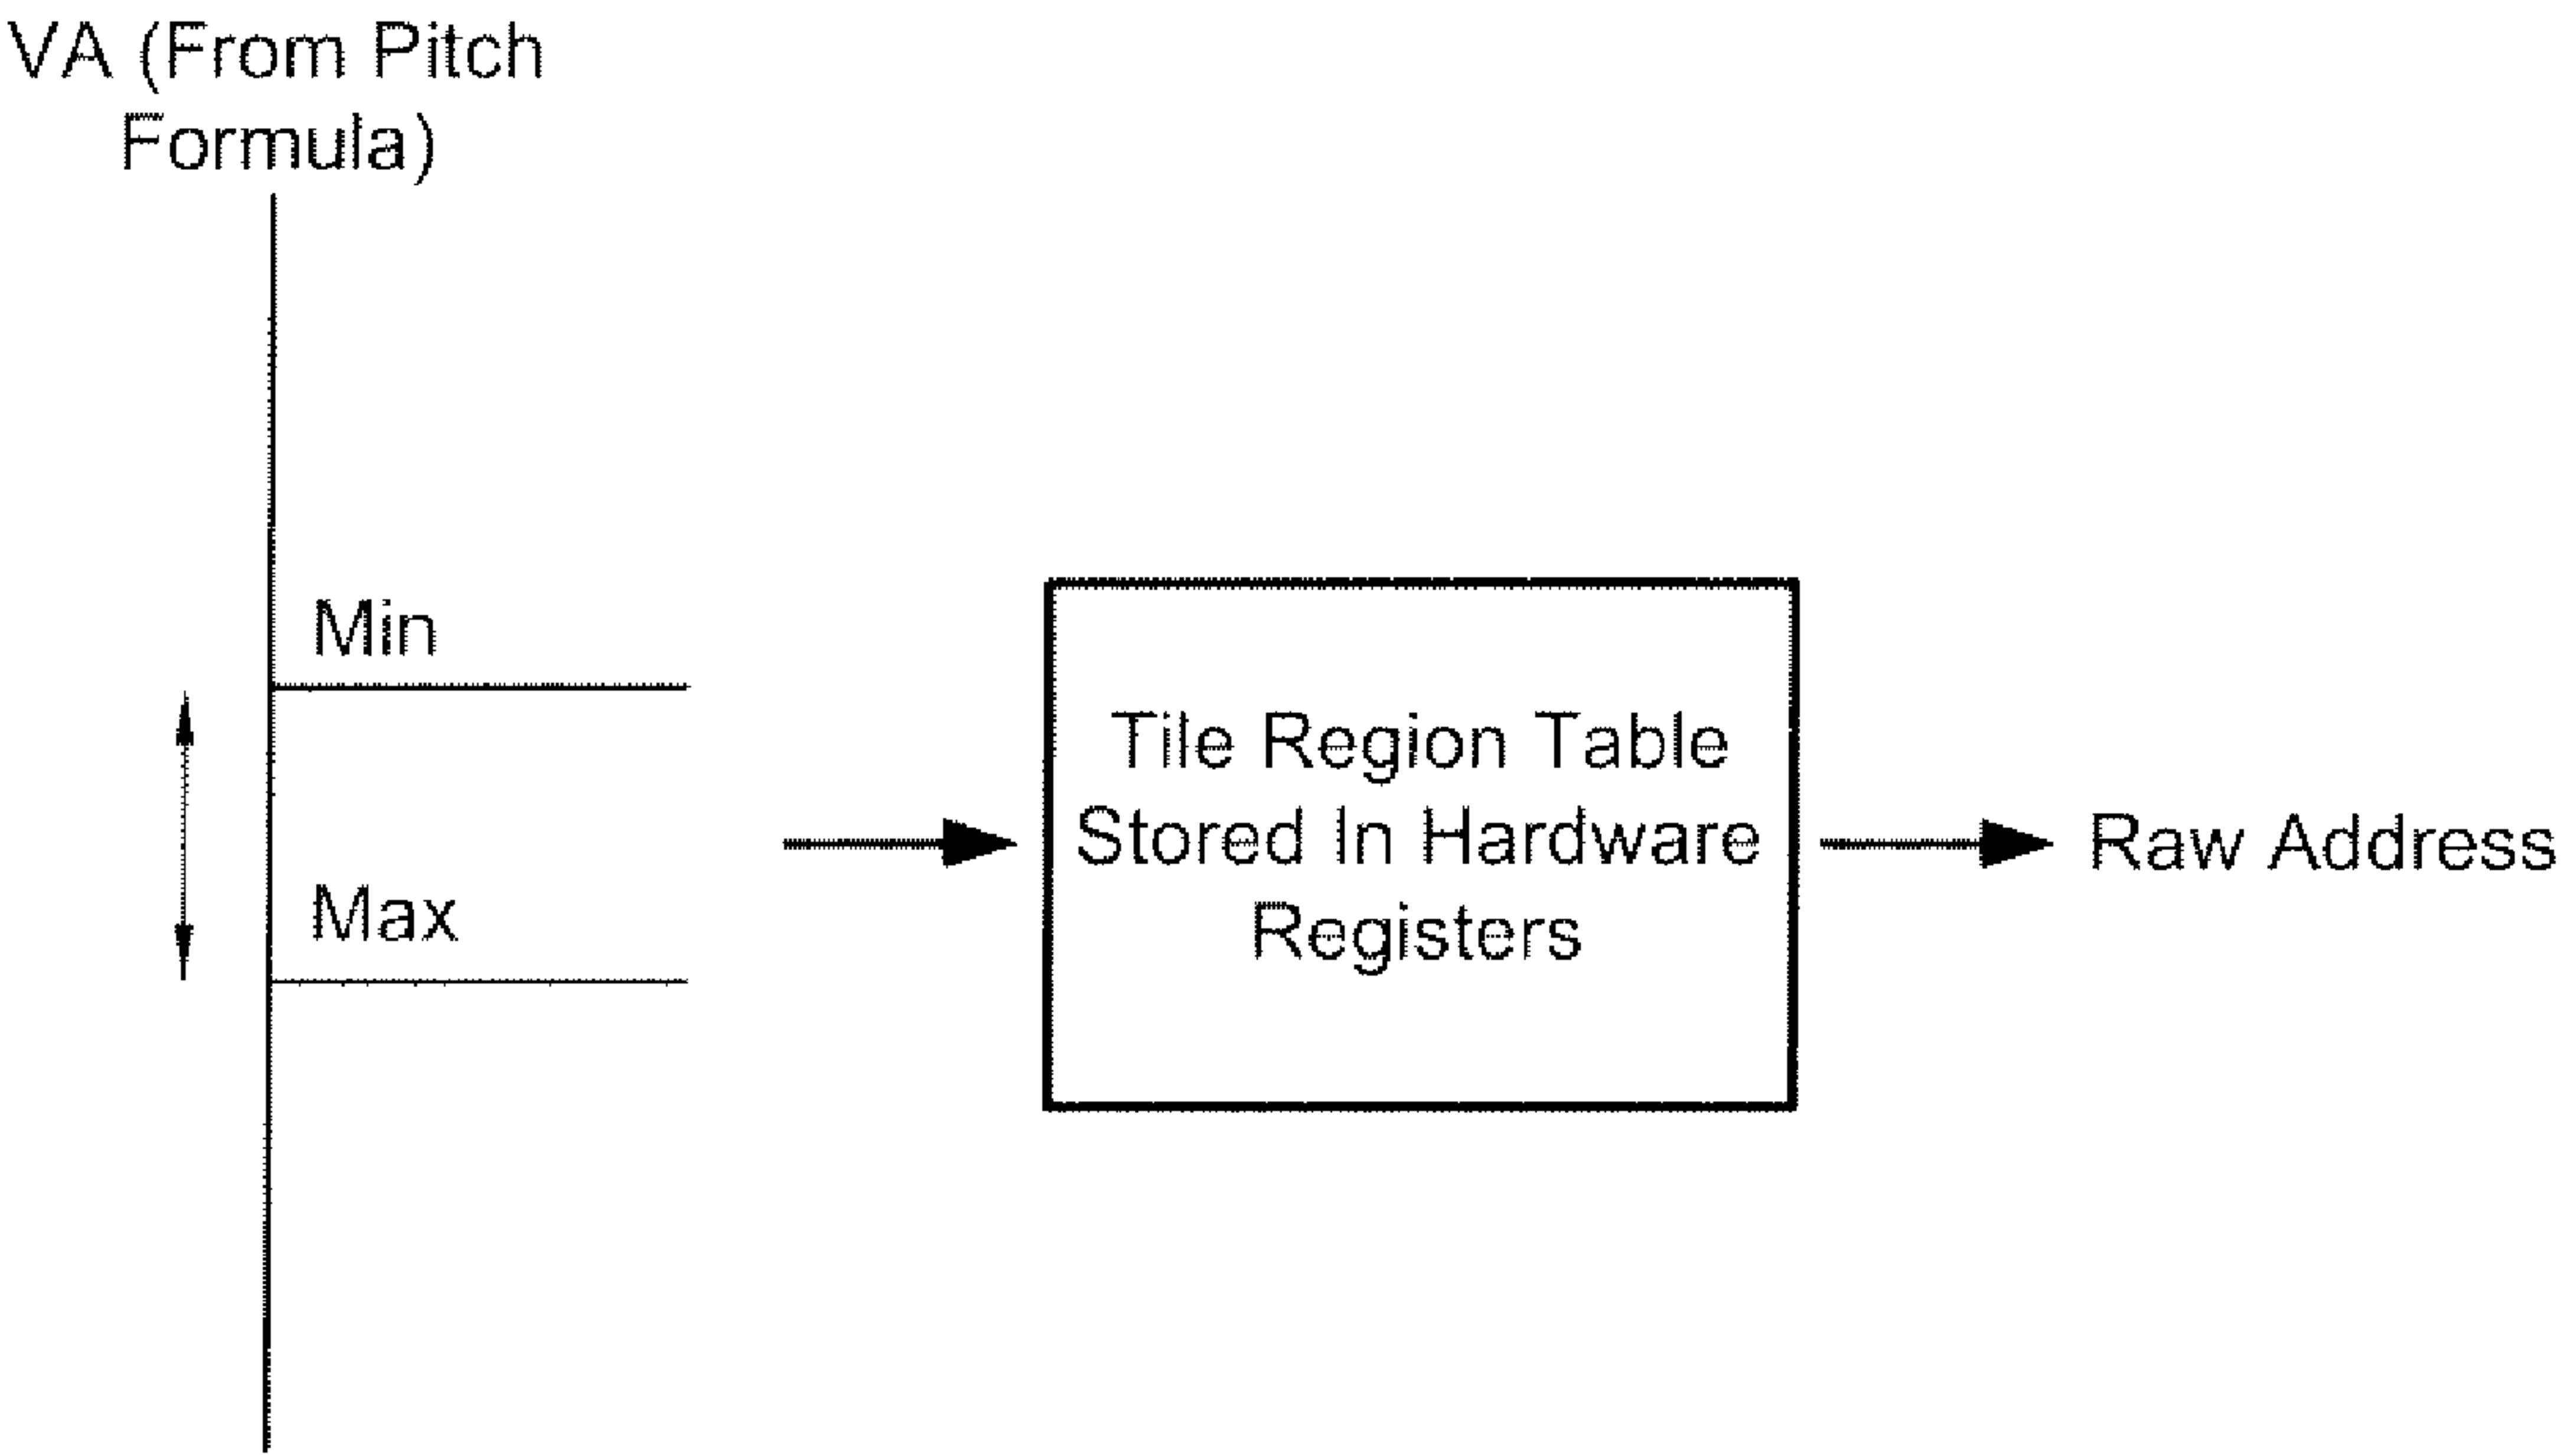 VA (From Pitch
Formula)
Min
Max
Tile Region Table
Stored In Hardware
Registers
Raw Address